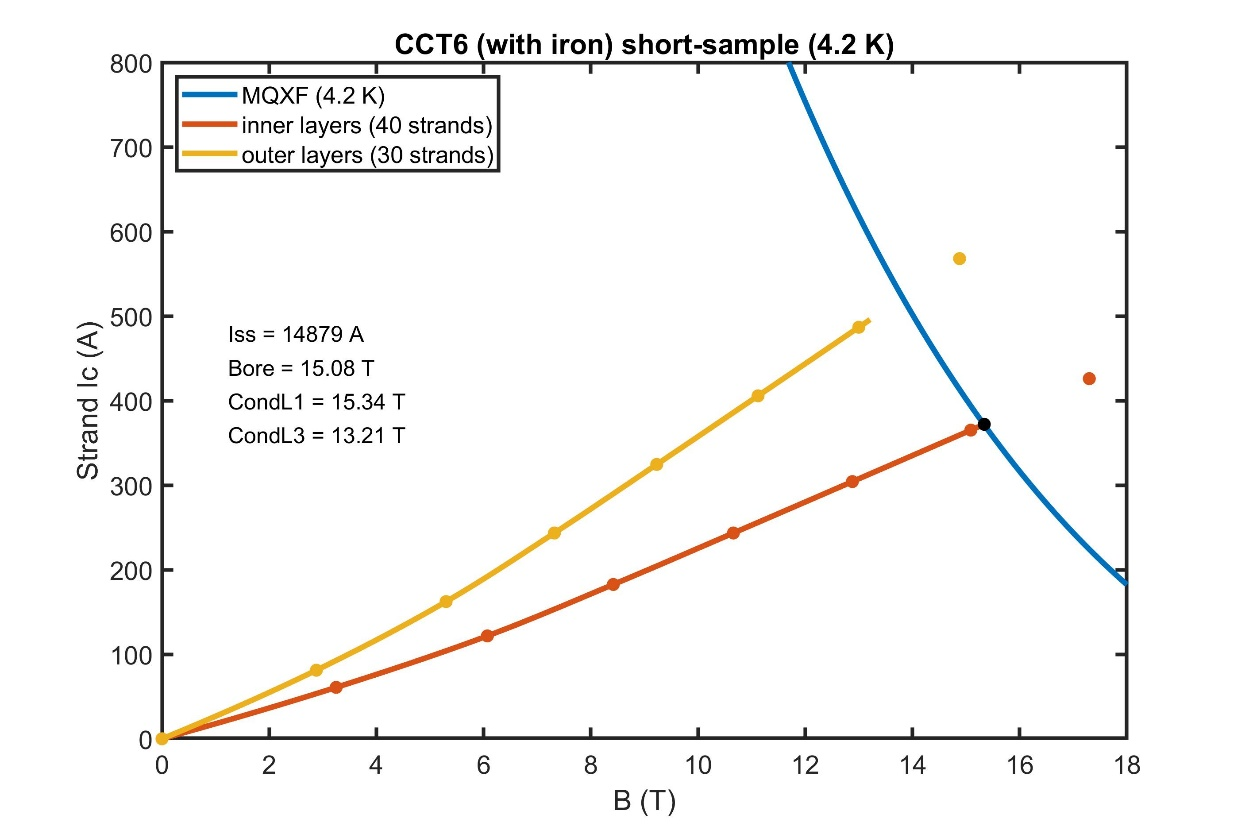 CCT6 (with iron) short-sample (4.2 K)
800
700
600
500
400
300
200
100
0
Strand Ic (A)
MQXF (4.2 K)
inner layers (40 strands)
outer layers (30 strands)
Iss = 14879 A
Bore = 15.08 T
CondL1 = 15.34 T
CondL3 = 13.21 T
0 2 4 6 8 10 12 14 16 18
B (T)